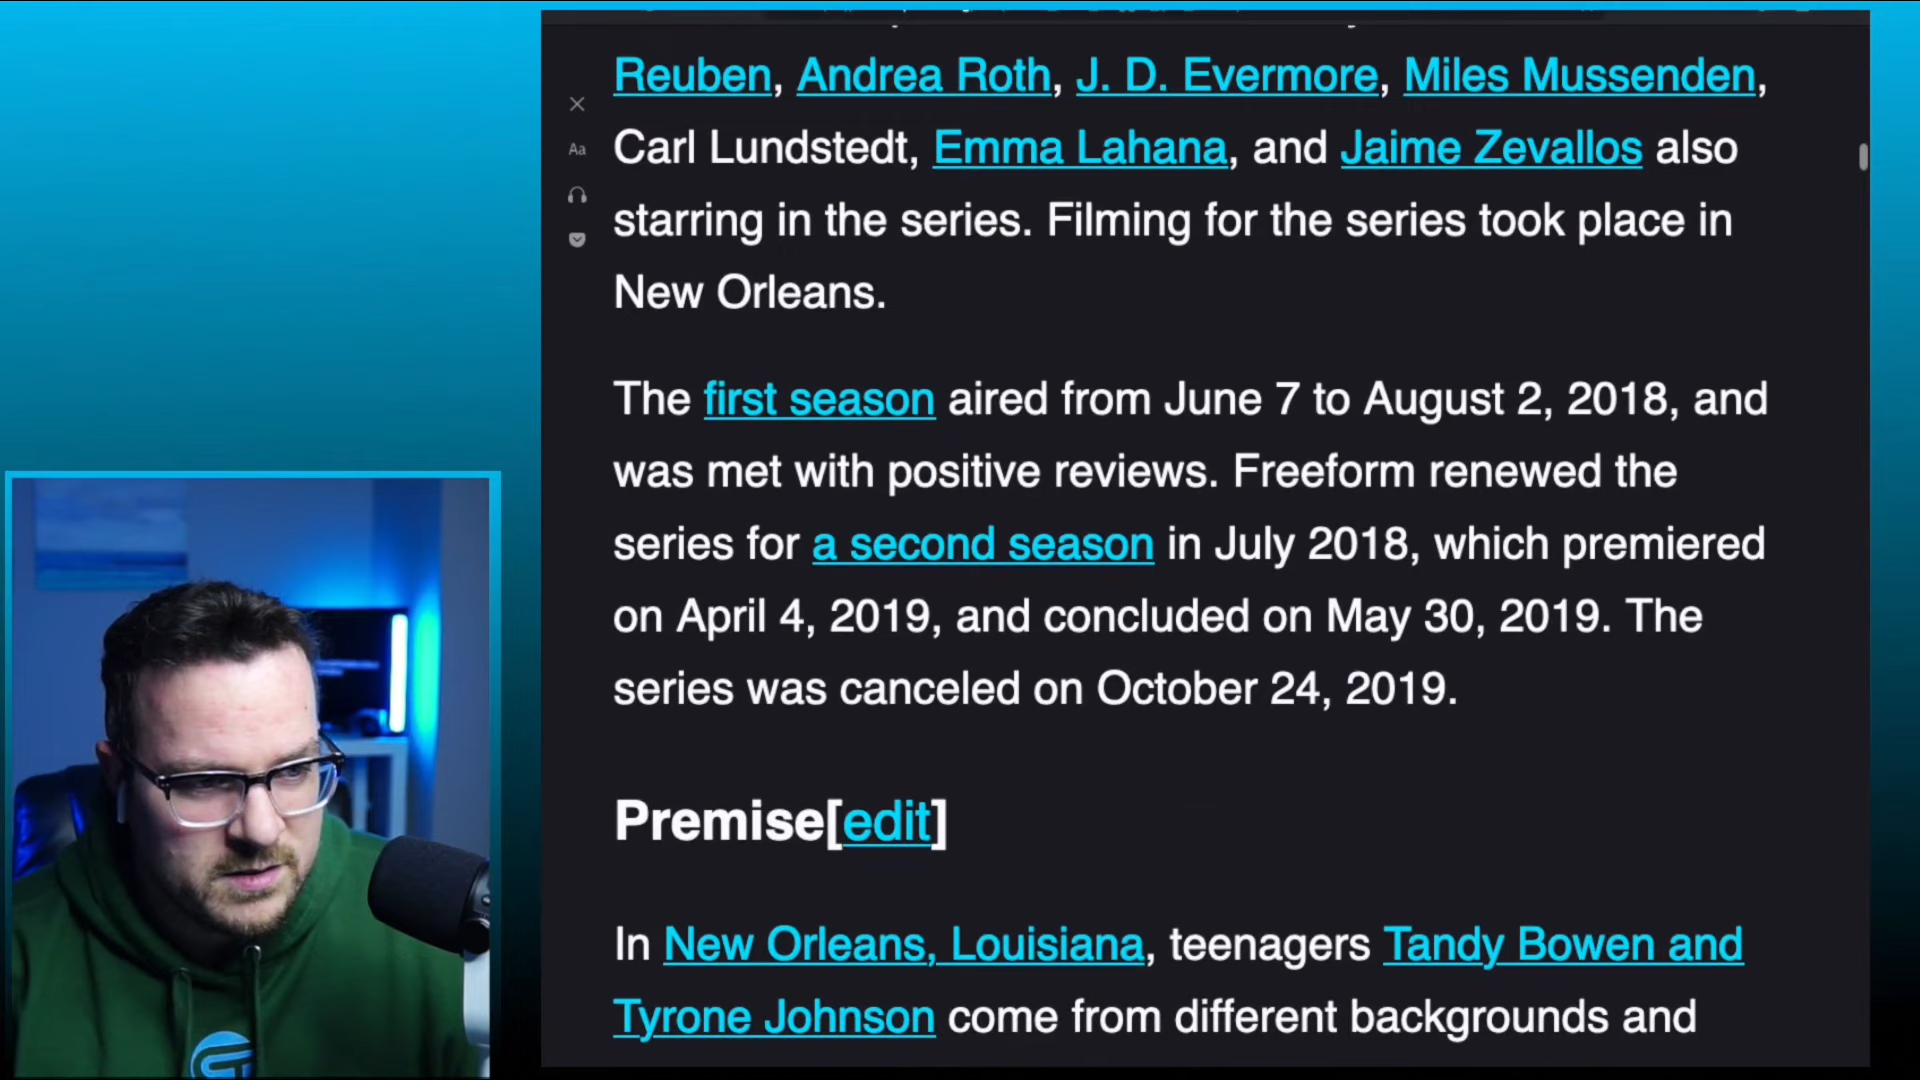 Reuben, Andrea Roth, J. D. Evermore, Miles Mussenden,
Carl Lundstedt, Emma Lahana, and Jaime Zevallos also
starring in the series. Filming for the series took place in
New Orleans.
The first season aired from June 7 to August 2, 2018, and
was met with positive reviews. Freeform renewed the
series for a second season in July 2018, which premiered
on April 4, 2019, and concluded on May 30, 2019. The
series was canceled on October 24, 2019.
Premise[edit]
In New Orleans, Louisiana, teenagers Tandy Bowen and
Tyrone Johnson come from different backgrounds and
Aa